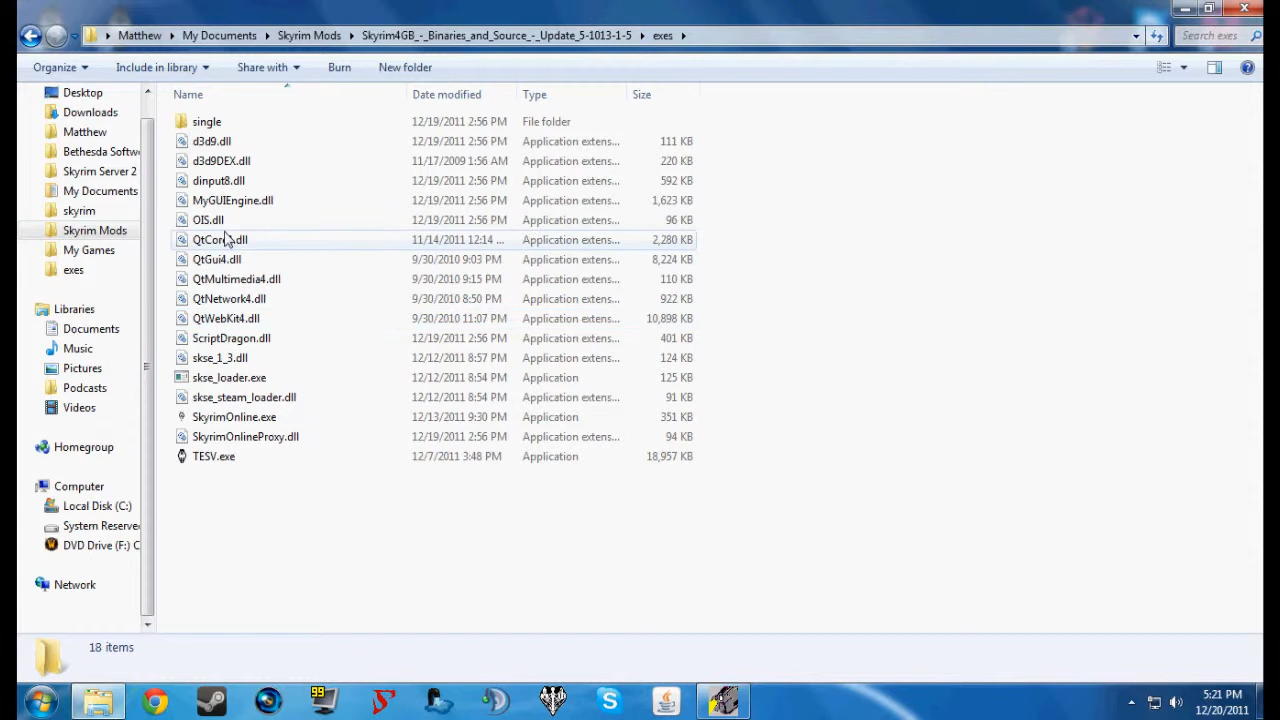 Matthew My Documents Skyrim Mods Skyrim4GB_-_Binaries_and_Source_-_Update_5-1013-1-5 exes Search exes
Organize Include in library Share with Burn New folder
Name Date modified Type Size
Desktop
Downloads
Matthew
Bethesda Softw
Skyrim Server 2
My Documents
skyrim
Skyrim Mods
My Games
exes
Libraries
Documents
Music
Pictures
Podcasts
Videos
Homegroup
Computer
Local Disk (C:)
System Reserve
DVD Drive (F:) C
Network
single 12/19/2011 2:56 PM File folder
d3d9.dll 12/19/2011 2:56 PM Application extens... 111 KB
d3d9DEX.dll 11/17/2009 1:56 AM Application extens... 220 KB
dinput8.dll 12/19/2011 2:56 PM Application extens... 592 KB
MyGUIEngine.dll 12/19/2011 2:56 PM Application extens... 1,623 KB
OIS.dll 12/19/2011 2:56 PM Application extens... 96 KB
11/14/2011 12:14 ... Application extens... 2,280 KB
QtGui4.dll 9/30/2010 9:03 PM Application extens... 8,224 KB
QtMultimedia4.dll 9/30/2010 9:15 PM Application extens... 110 KB
QtNetwork4.dll 9/30/2010 8:50 PM Application extens... 922 KB
QtWebKit4.dll 9/30/2010 11:07 PM Application extens... 10,898 KB
ScriptDragon.dll 12/19/2011 2:56 PM Application extens... 401 KB
skse_1_3.dll 12/12/2011 8:57 PM Application extens... 124 KB
skse_loader.exe 12/12/2011 8:54 PM Application 125 KB
skse_steam_loader.dll 12/12/2011 8:54 PM Application extens... 91 KB
SkyrimOnline.exe 12/13/2011 9:30 PM Application 351 KB
SkyrimOnlineProxy.dll 12/19/2011 2:56 PM Application extens... 94 KB
TESV.exe 12/7/2011 3:48 PM Application 18,957 KB
18 items
99
5:21 PM
12/20/2011